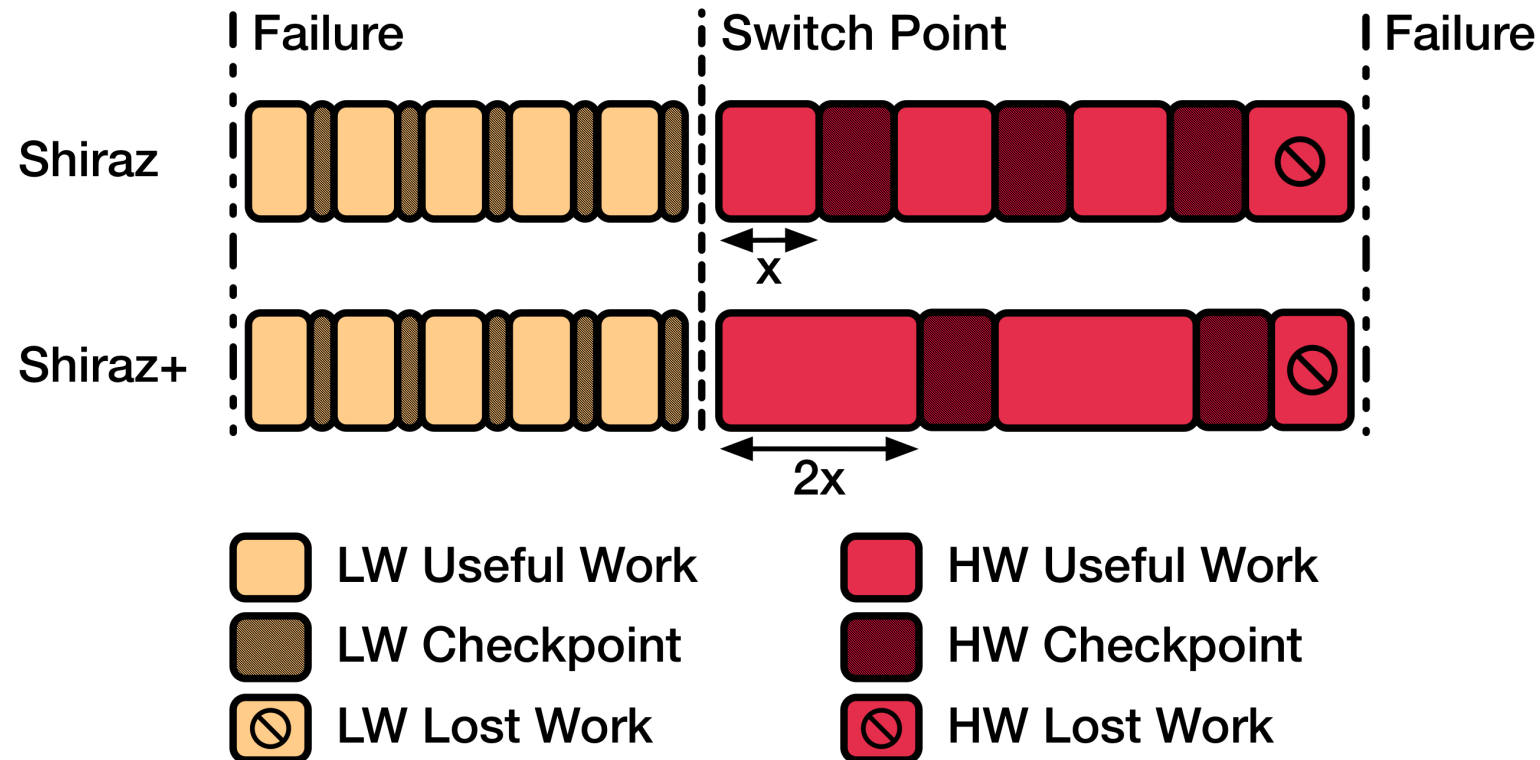 Failure
Switch Point
Failure
Shiraz
x
Shiraz+
2x
LW Useful Work
HW Useful Work
LW Checkpoint
HW Checkpoint
LW Lost Work
HW Lost Work